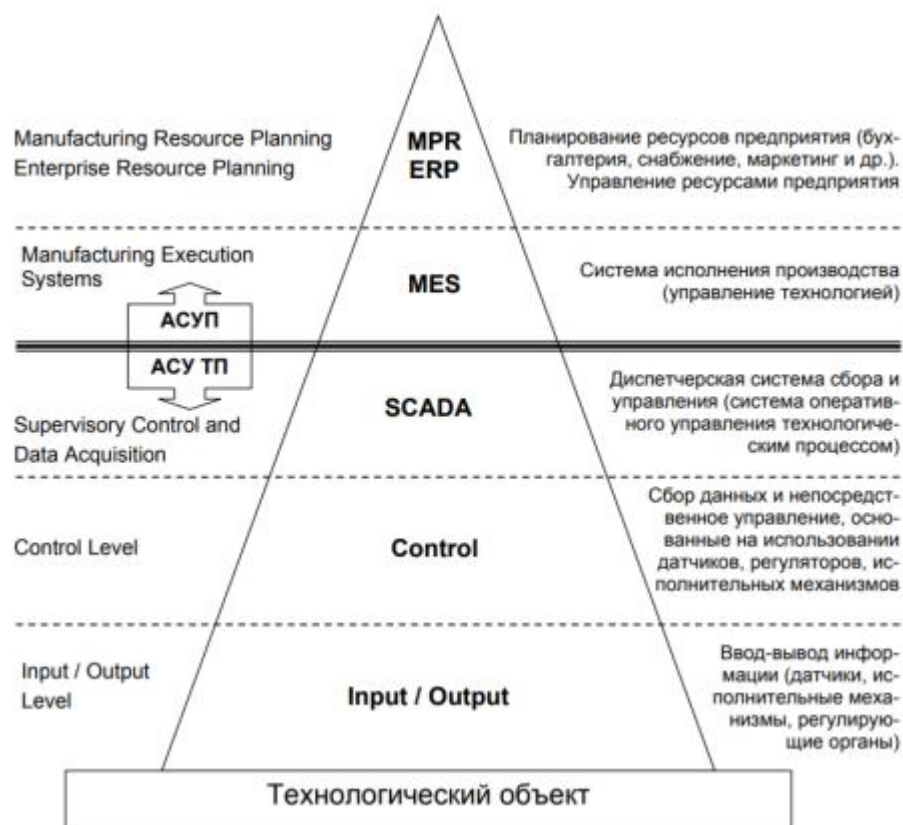 Manufacturing Resource Planning
Enterprise Resource Planning
MPR
ERP
Планирование ресурсов предприятия (бух-
галтерия, снабжение, маркетинг и др.).
Управление ресурсами предприятия
Manufacturing Execution
Systems
MES
Система исполнения производства
(управление технологией)
АСУП
АСУ ТП
Supervisory Control and
Data Acquisition
SCADA
Диспетчерская система сбора и
управления (система оператив-
ного управления технологиче-
ским процессом)
Control Level
Control
Сбор данных и непосредст-
венное управление, осно-
ванные на использовании
датчиков, регуляторов, ис-
полнительных механизмов
Input / Output
Level
Input / Output
Ввод-вывод инфор-
мации (датчики, ис-
полнительные меха-
низмы, регулирую-
щие органы)
Технологический объект